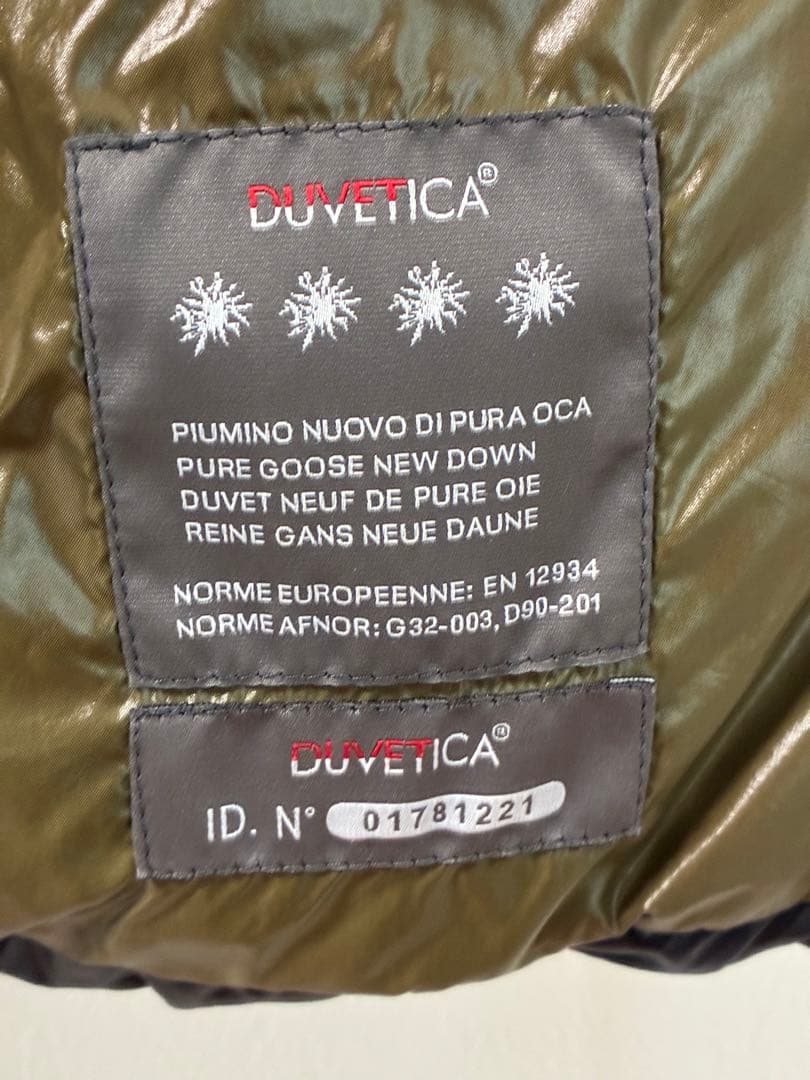 DUVETICA®
PIUMINO NUOVO DI PURA OCA
PURE GOOSE NEW DOWN
DUVET NEUF DE PURE OIE
REINE GANS NEUE DAUNE
NORME EUROPEENNE: EN 12934
NORME AFNOR: G32-003, D90-201
DUVETICA®
ID. N° 01781221